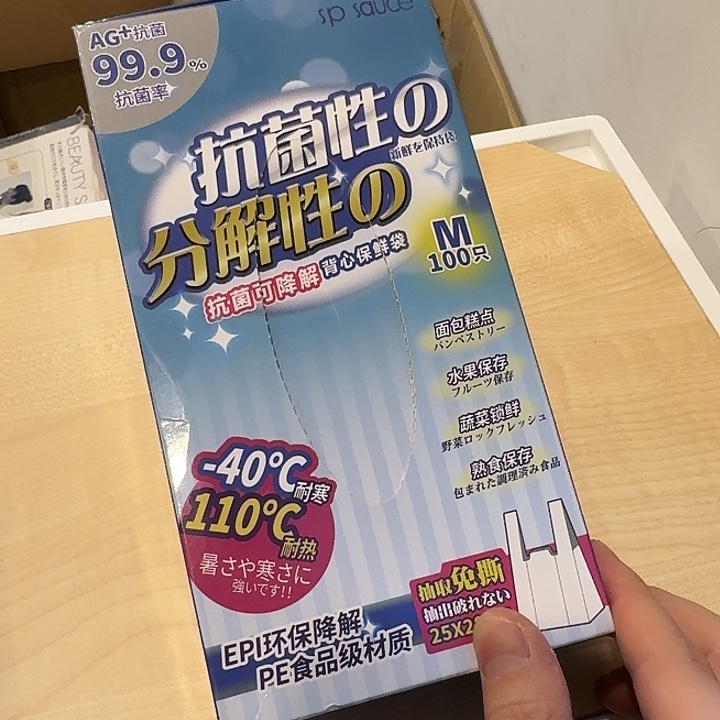 sp sauce
AG+抗菌
99.9%
抗菌率
抗菌性の
新鮮を保持袋
分解性の
抗菌可降解背心保鲜袋
M
100只
面包糕点
パンペストリー
水果保存
フルーツ保存
蔬菜锁鲜
野菜ロックフレッシュ
熟食保存
包まれた調理済み食品
-40℃耐寒
110℃耐热
暑さや寒さに
強いです!!
抽取免撕
抽出破れない
25X2
EPI环保降解
PE食品级材质
BEAUTY S